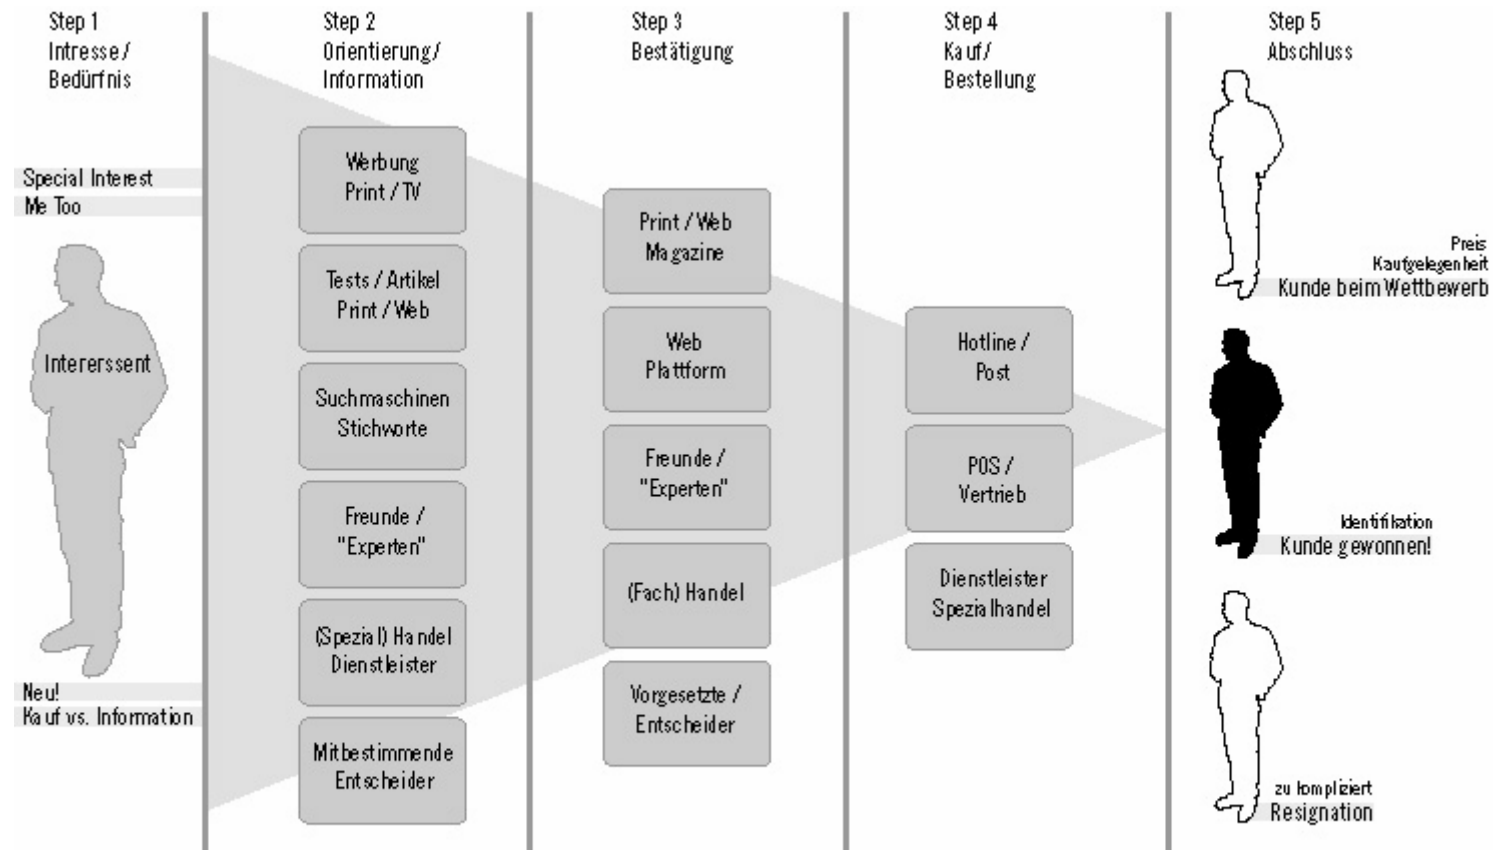 Step 1
Intresse /
Bedürfnis
Special Interest
Me Too
Intererssent
Neu!
Kauf vs. Information
Step 2
Orientierung /
Information
Werbung
Print / TV
Tests / Artikel
Print / Web
Suchmaschinen
Stichworte
Freunde /
"Experten"
(Spezial) Handel
Dienstleister
Mitbestimmende
Entscheider
Step 3
Bestätigung
Print / Web
Magazine
Web
Plattform
Freunde /
"Experten"
(Fach) Handel
Vorgesetzte /
Entscheider
Step 4
Kauf /
Bestellung
Hotline /
Post
POS /
Vertrieb
Dienstleister
Spezialhandel
Step 5
Abschluss
Preis
Kaufgelegenheit
Kunde beim Wettbewerb
Identifikation
Kunde gewonnen!
zu kompliziert
Resignation